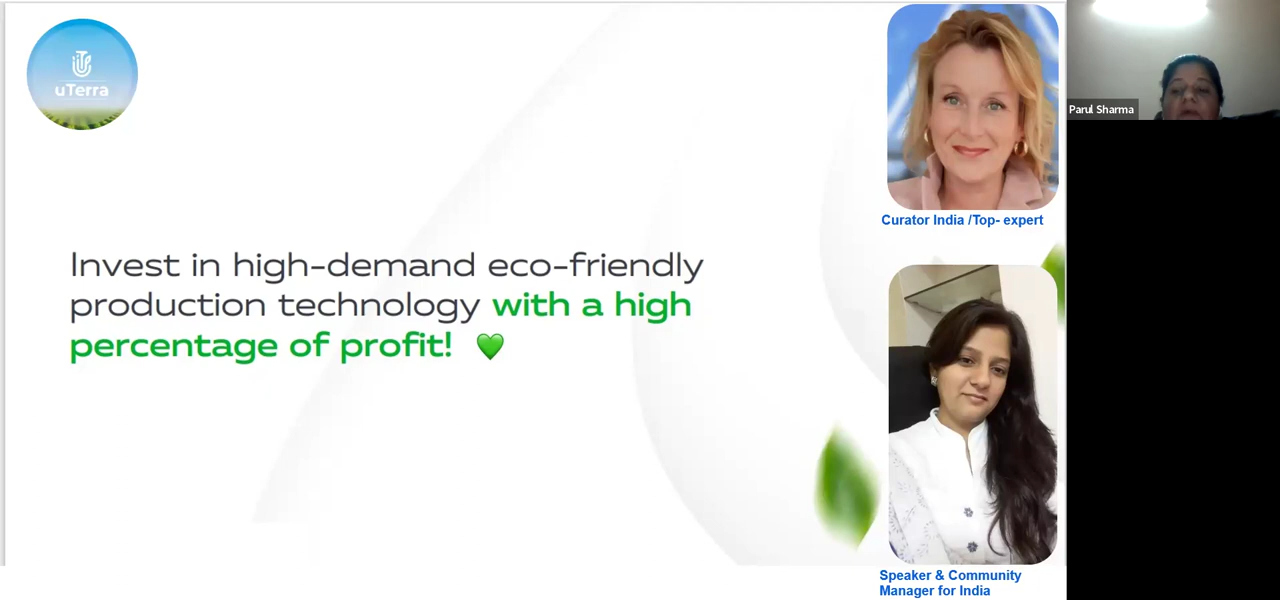 uTerra
Invest in high-demand eco-friendly
production technology with a high
percentage of profit! 💚
Curator India /Top- expert
Speaker & Community
Manager for India
Parul Sharma